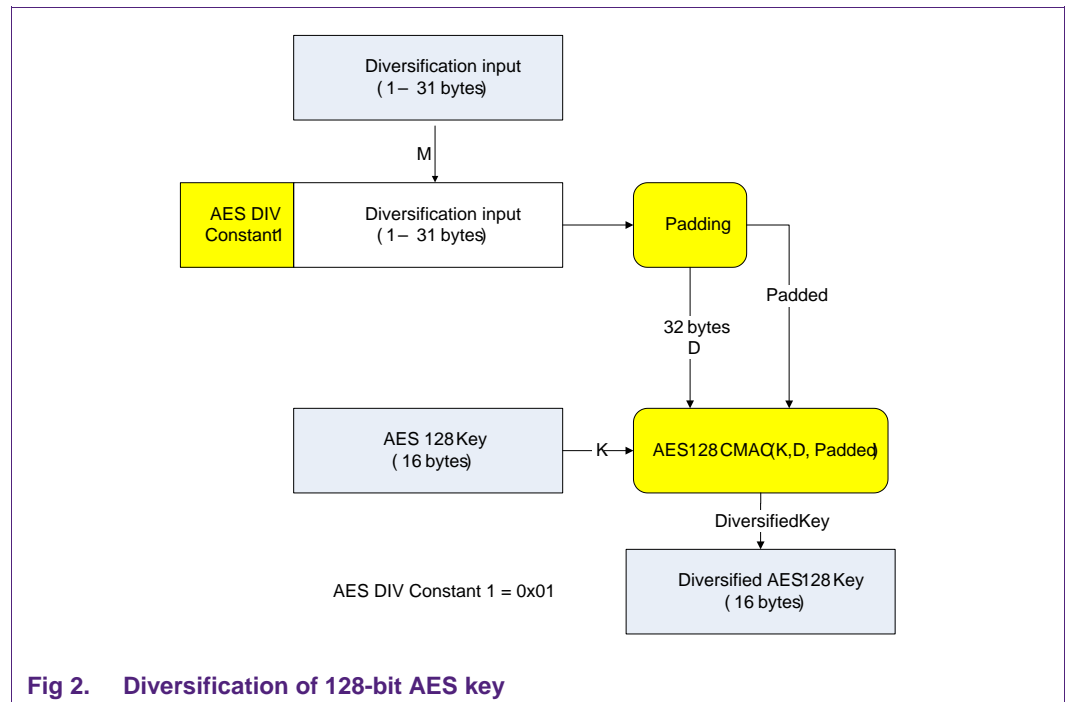 Diversification input
( 1 – 31 bytes)
M
AES DIV
Constant1
Diversification input
( 1 – 31 bytes)
Padding
Padded
32 bytes
D
AES 128 Key
( 16 bytes)
K
AES128 CMAC(K,D, Padded)
DiversifiedKey
AES DIV Constant 1 = 0x01
Diversified AES128 Key
( 16 bytes)
Fig 2. Diversification of 128-bit AES key